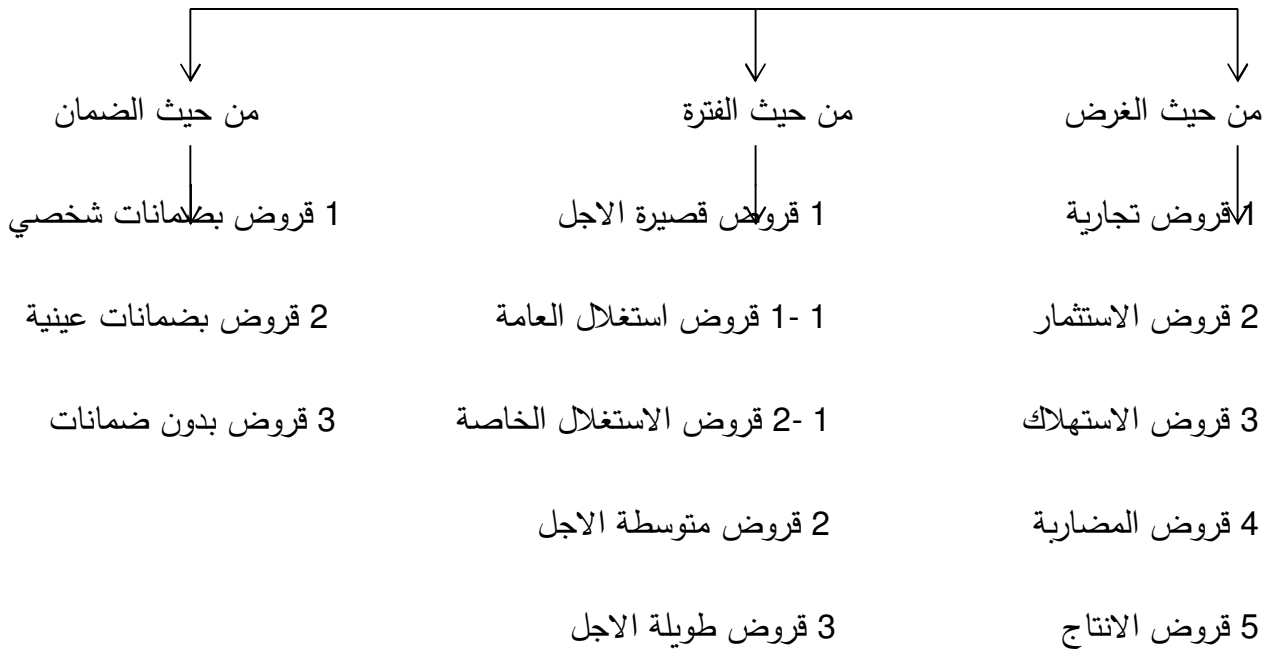 من حيث الغرض
1 قروض تجارية
2 قروض الاستثمار
3 قروض الاستهلاك
4 قروض المضاربة
5 قروض الانتاج
من حيث الفترة
1 قروض قصيرة الاجل
1 -1 قروض استغلال العامة
1 -2 قروض الاستغلال الخاصة
2 قروض متوسطة الاجل
3 قروض طويلة الاجل
من حيث الضمان
1 قروض بضمانات شخصي
2 قروض بضمانات عينية
3 قروض بدون ضمانات